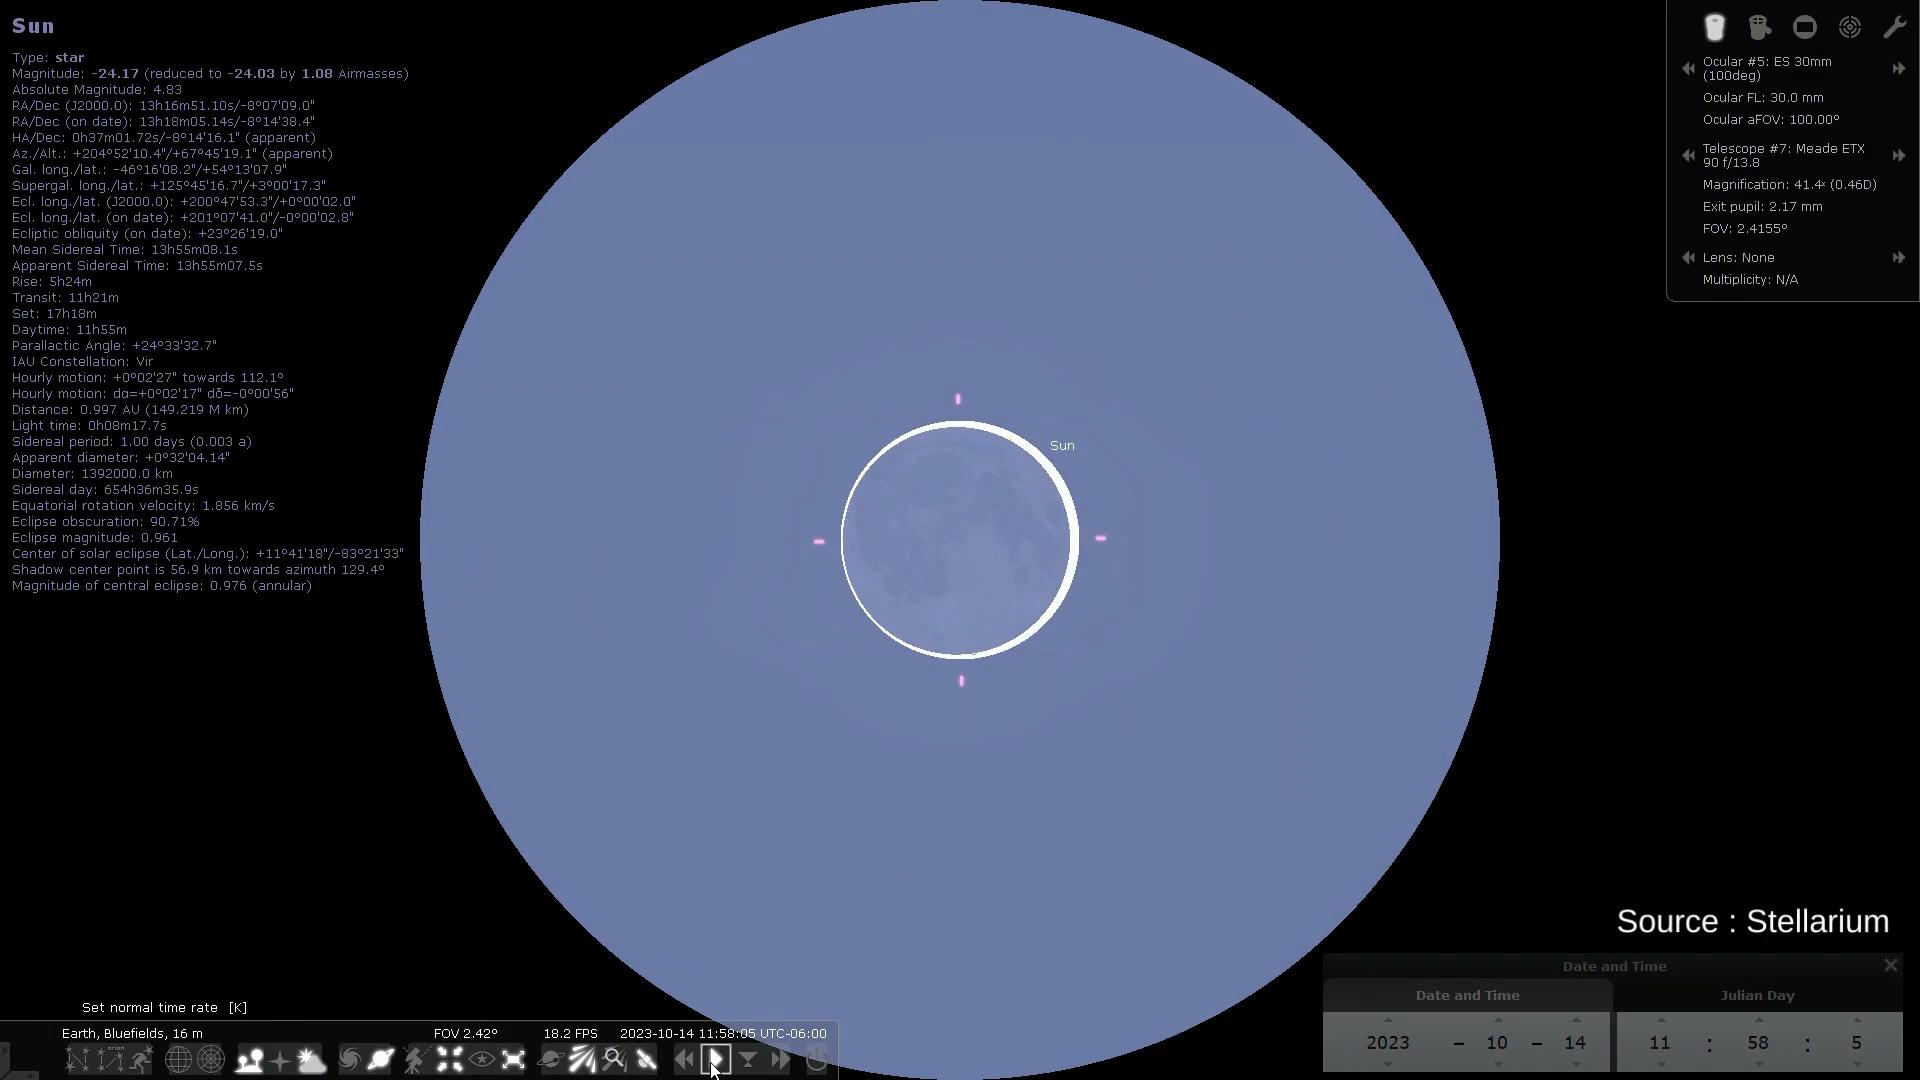 Sun
Type: star
Magnitude: -24.17 (reduced to -24.03 by 1.08 Airmasses)
Absolute Magnitude: 4.83
RA/Dec (J2000.0): 13h16m51.10s/-8°07'09.0"
RA/Dec (on date): 13h18m05.14s/-8°14'38.4"
HA/Dec: 0h37m01.72s/-8°14'16.1" (apparent)
Az./Alt.: +204°52'10.4"/+67°45'19.1" (apparent)
Gal. long./lat.: -46°16'08.2"/+54°13'07.9"
Supergal. long./lat.: +125°45'16.7"/+3°00'17.3"
Ecl. long./lat. (J2000.0): +200°47'53.3"/+0°00'02.0"
Ecl. long./lat. (on date): +201°07'41.0"/-0°00'02.8"
Ecliptic obliquity (on date): +23°26'19.0"
Mean Sidereal Time: 13h55m08.1s
Apparent Sidereal Time: 13h55m07.5s
Rise: 5h24m
Transit: 11h21m
Set: 17h18m
Daytime: 11h55m
Parallactic Angle: +24°33'32.7"
IAU Constellation: Vir
Hourly motion: +0°02'27" towards 112.1°
Hourly motion: dα=+0°02'17" dδ=-0°00'56"
Distance: 0.997 AU (149.219 M km)
Light time: 0h08m17.7s
Sidereal period: 1.00 days (0.003 a)
Apparent diameter: +0°32'04.14"
Diameter: 1392000.0 km
Sidereal day: 654h36m35.9s
Equatorial rotation velocity: 1.856 km/s
Eclipse obscuration: 90.71%
Eclipse magnitude: 0.961
Center of solar eclipse (Lat./Long.): +11°41'18"/-83°21'33"
Shadow center point is 56.9 km towards azimuth 129.4°
Magnitude of central eclipse: 0.976 (annular)
Sun
Ocular #5: ES 30mm
(100deg)
Ocular FL: 30.0 mm
Ocular aFOV: 100.00°
Telescope #7: Meade ETX
90 f/13.8
Magnification: 41.4ˣ (0.46D)
Exit pupil: 2.17 mm
FOV: 2.4155°
Lens: None
Multiplicity: N/A
Source : Stellarium
Date and Time
Date and Time Julian Day
2023 – 10 – 14 11 : 58 : 5
Set normal time rate [K]
Earth, Bluefields, 16 m FOV 2.42° 18.2 FPS 2023-10-14 11:58:05 UTC-06:00